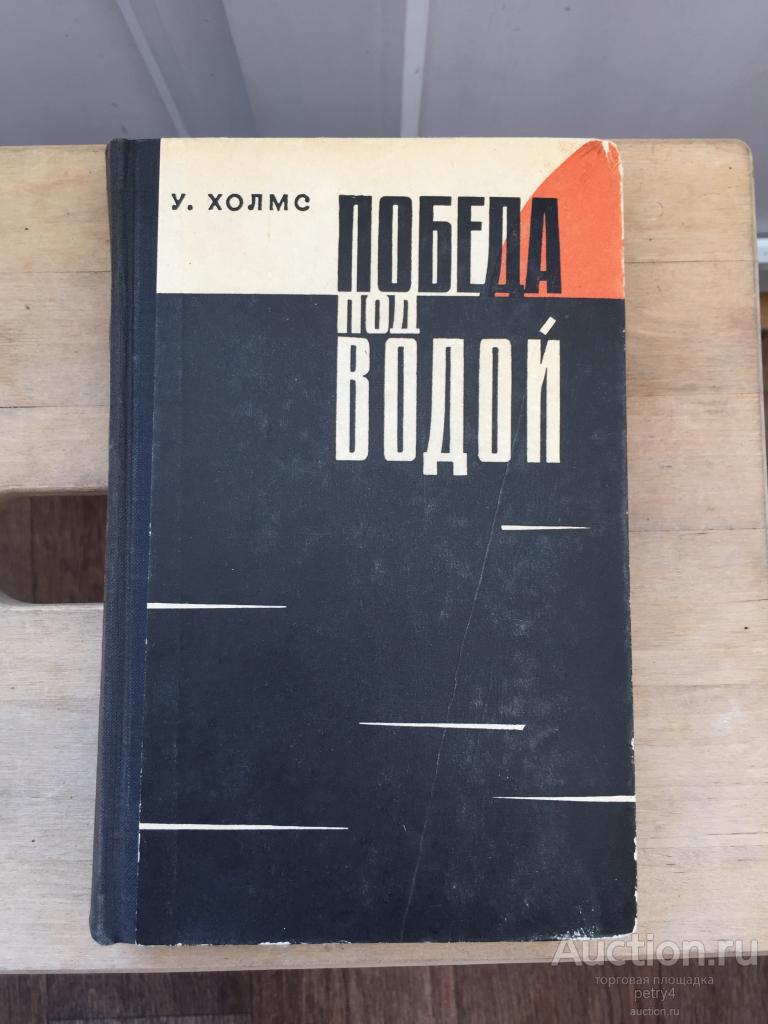 У. ХОЛМС
ПОБЕДА
ПОД
ВОДОЙ
Auction.ru
торговая площадка
petry4
auction.ru